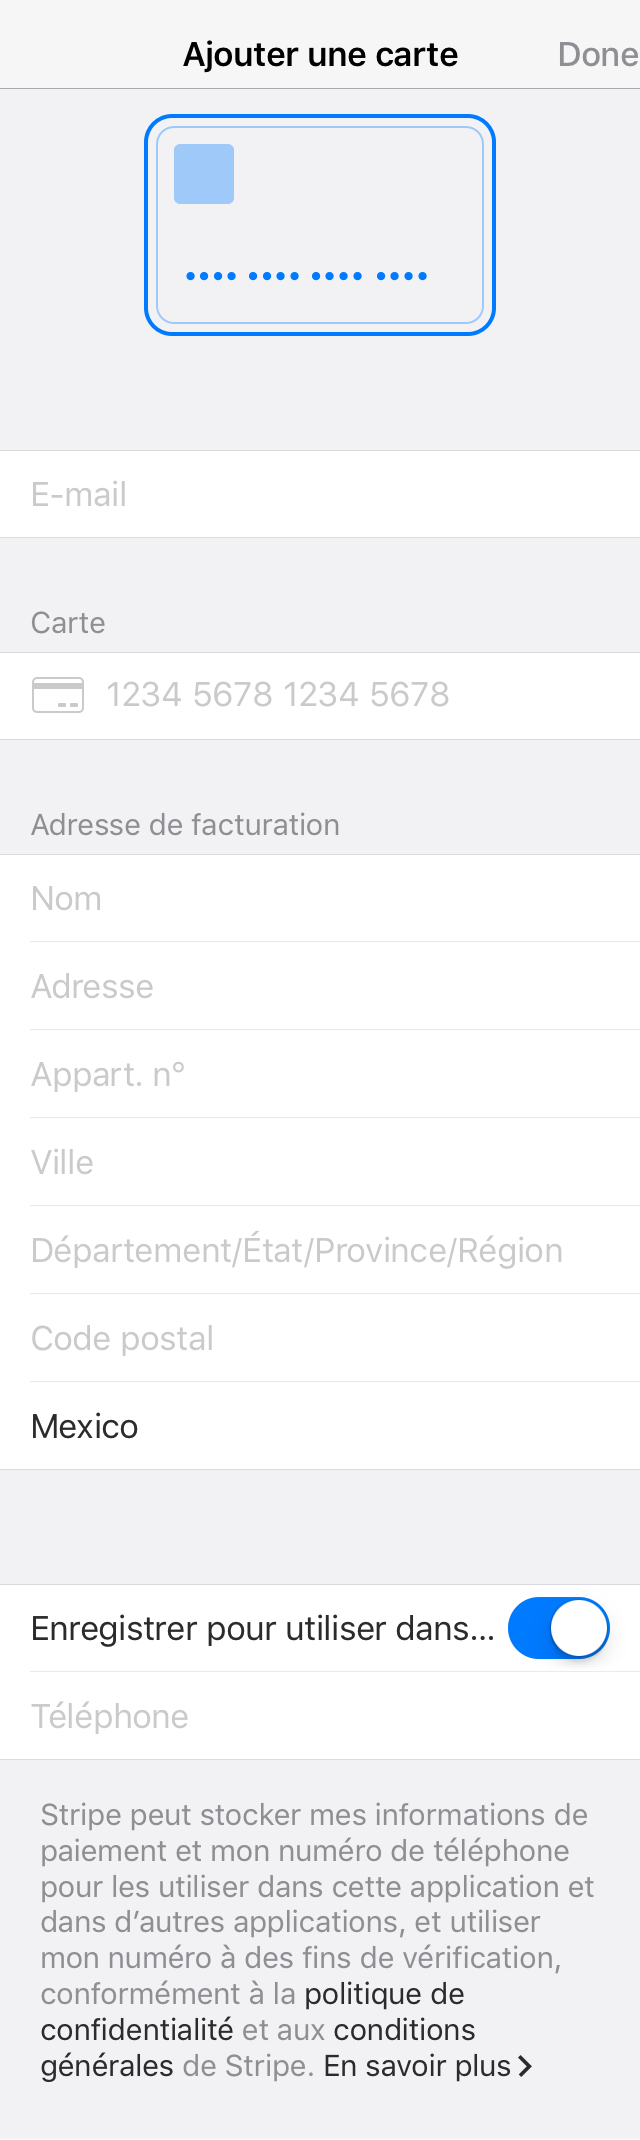 Ajouter une carte
Done
•••• •••• •••• ••••
E-mail
Carte
1234 5678 1234 5678
Adresse de facturation
Nom
Adresse
Appart. n°
Ville
Département/État/Province/Région
Code postal
Mexico
Enregistrer pour utiliser dans...
Téléphone
Stripe peut stocker mes informations de
paiement et mon numéro de téléphone
pour les utiliser dans cette application et
dans d’autres applications, et utiliser
mon numéro à des fins de vérification,
conformément à la politique de
confidentialité et aux conditions
générales de Stripe. En savoir plus